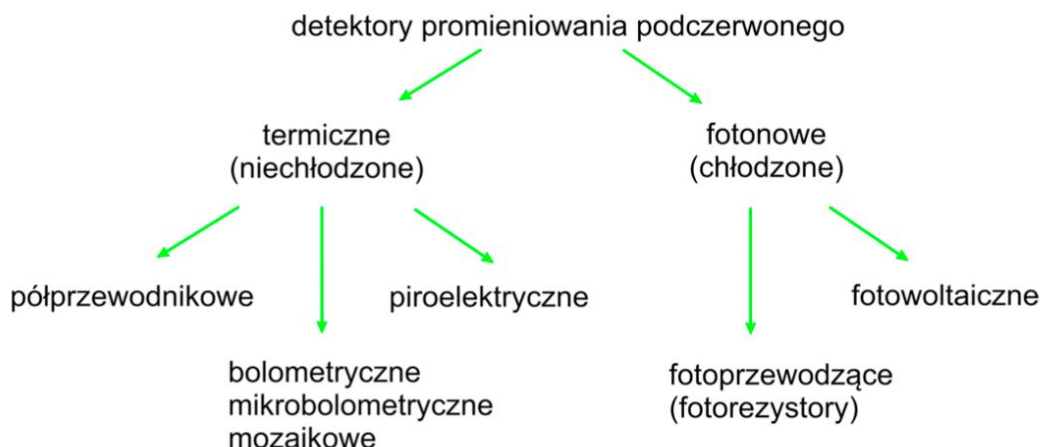 detektory promieniowania podczerwonego
termiczne
(niechłodzone)
fotonowe
(chłodzone)
półprzewodnikowe
piroelektryczne
fotowoltaiczne
bolometryczne
mikrobolometryczne
mozaikowe
fotoprzewodzące
(fotorezystory)